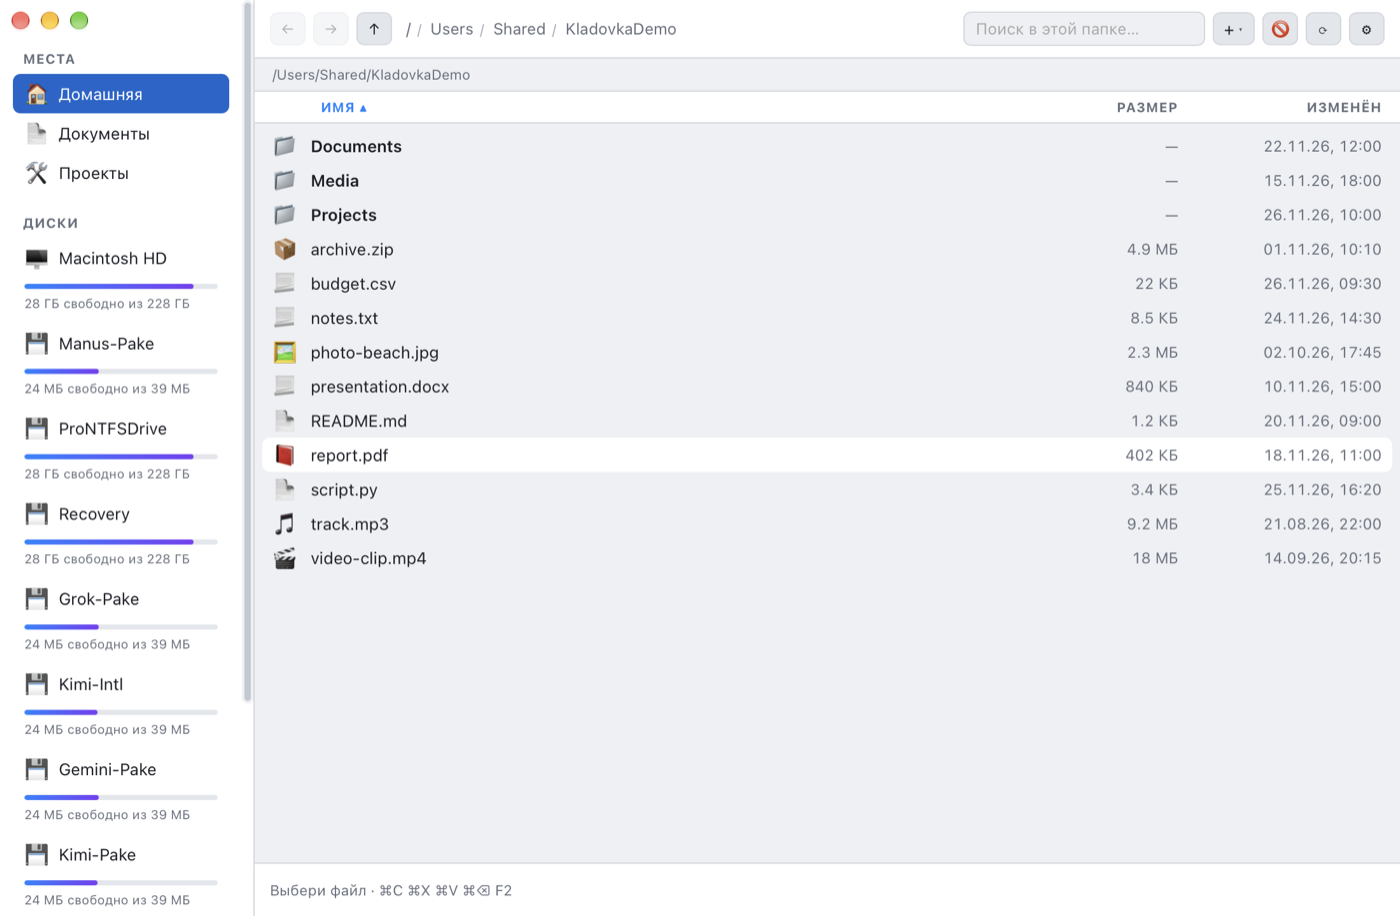 МЕСТА
Домашняя
Документы
Проекты
ДИСКИ
Macintosh HD
28 ГБ свободно из 228 ГБ
Manus-Pake
24 МБ свободно из 39 МБ
ProNTFSDrive
28 ГБ свободно из 228 ГБ
Recovery
28 ГБ свободно из 228 ГБ
Grok-Pake
24 МБ свободно из 39 МБ
Kimi-Intl
24 МБ свободно из 39 МБ
Gemini-Pake
24 МБ свободно из 39 МБ
Kimi-Pake
24 МБ свободно из 39 МБ
/ / Users / Shared / KladovkaDemo
Поиск в этой папке...
/Users/Shared/KladovkaDemo
ИМЯ ▲ РАЗМЕР ИЗМЕНЁН
Documents — 22.11.26, 12:00
Media — 15.11.26, 18:00
Projects — 26.11.26, 10:00
archive.zip 4.9 МБ 01.11.26, 10:10
budget.csv 22 КБ 26.11.26, 09:30
notes.txt 8.5 КБ 24.11.26, 14:30
photo-beach.jpg 2.3 МБ 02.10.26, 17:45
presentation.docx 840 КБ 10.11.26, 15:00
README.md 1.2 КБ 20.11.26, 09:00
report.pdf 402 КБ 18.11.26, 11:00
script.py 3.4 КБ 25.11.26, 16:20
track.mp3 9.2 МБ 21.08.26, 22:00
video-clip.mp4 18 МБ 14.09.26, 20:15
Выбери файл · ⌘C ⌘X ⌘V ⌘⌫ F2